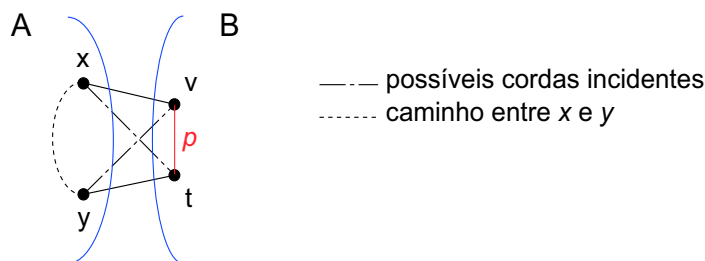 A B
x
v
p
y
t
possíveis cordas incidentes
caminho entre x e y